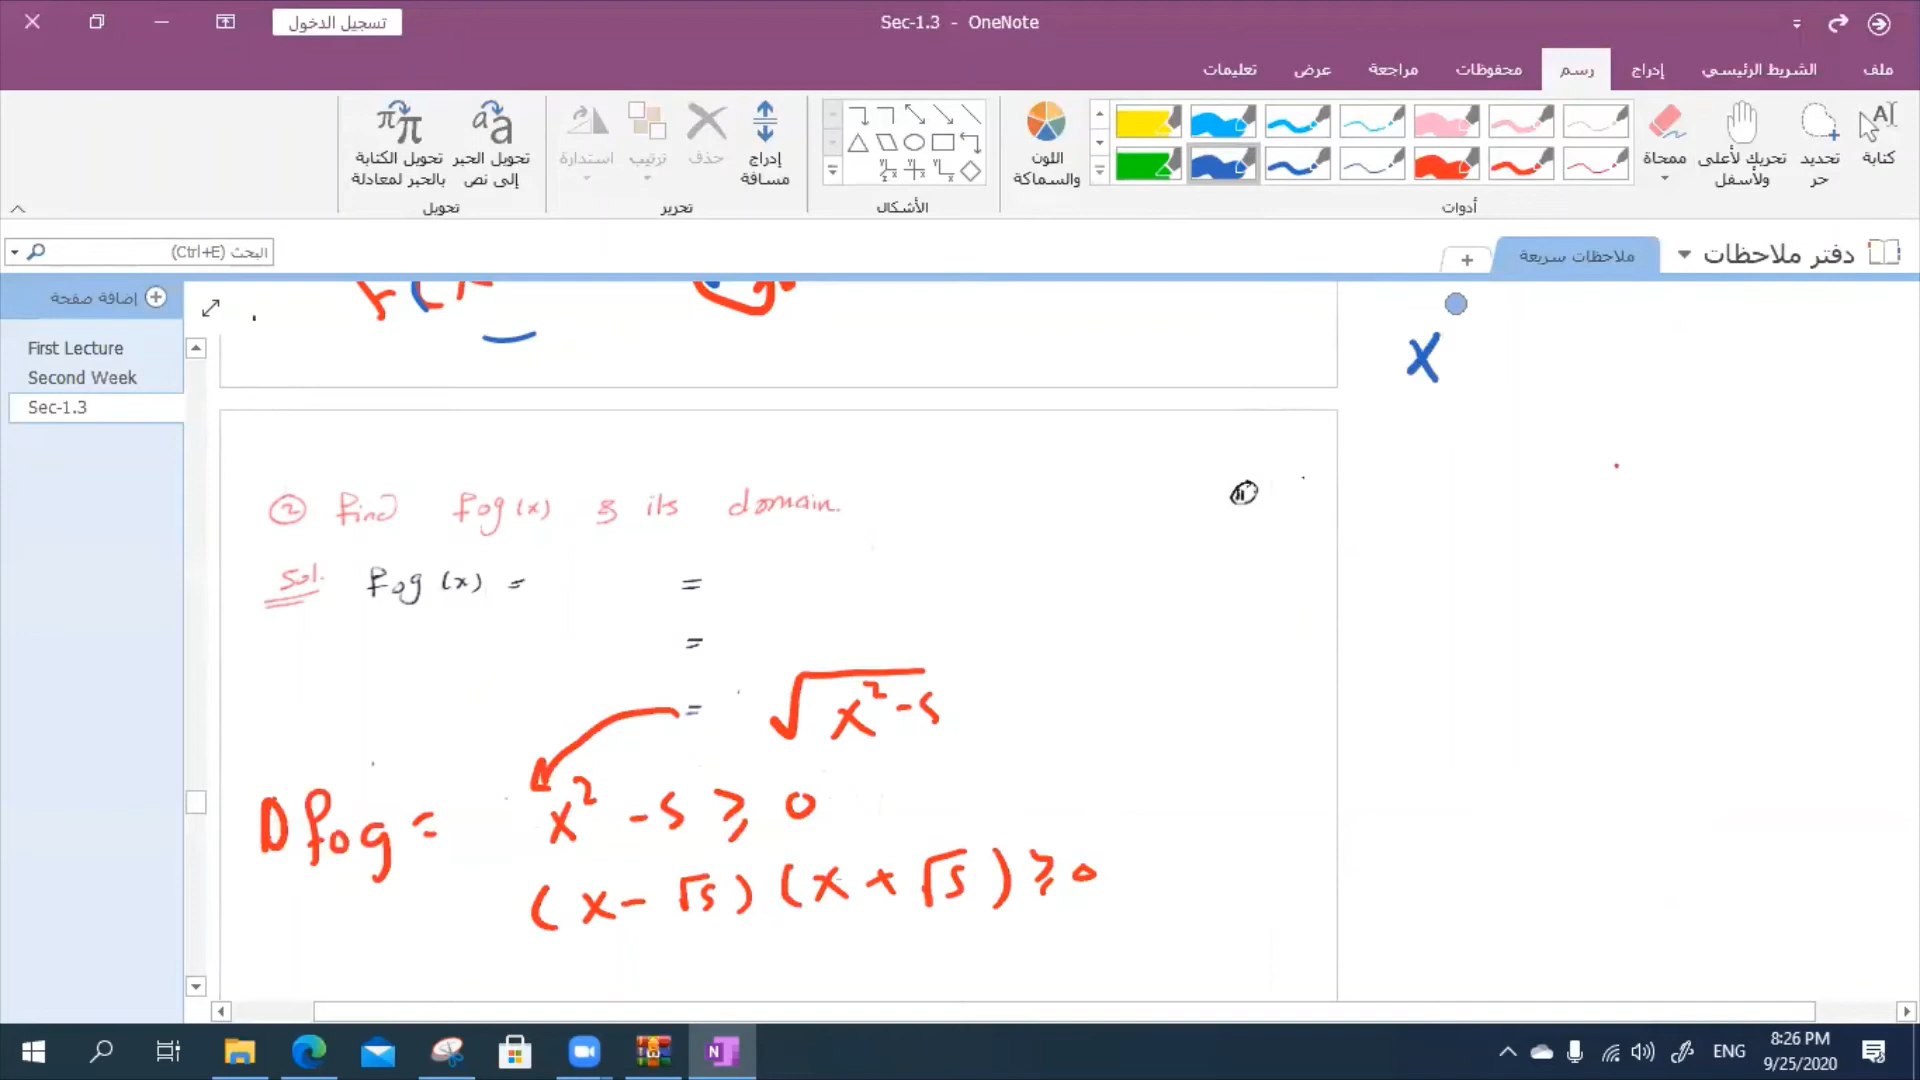 تسجيل الدخول
Sec-1.3 - OneNote
ملف
الشريط الرئيسي
إدراج
رسم
محفوظات
مراجعة
عرض
تعليمات
كتابة
تحديد حر
تحريك لأعلى ولأسفل
ممحاة
اللون والسماكة
إدراج مسافة
حذف
ترتيب
استدارة
تحويل الحبر إلى نص
تحويل الكتابة بالحبر لمعادلة
أدوات
الأشكال
تحرير
تحويل
دفتر ملاحظات
ملاحظات سريعة
البحث (Ctrl+E)
إضافة صفحة
First Lecture
Second Week
Sec-1.3
X
② find fog(x) & its domain.
Sol. fog(x) = =
=
= √x²-5
Dfog = x² -5 ≥ 0
(x-√5)(x+√5) ≥ 0
ENG
8:26 PM
9/25/2020